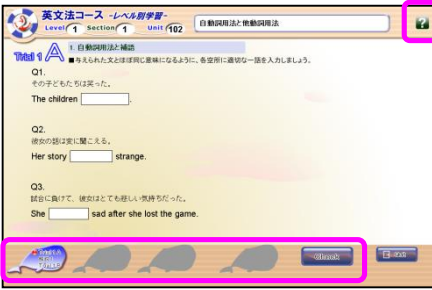 英文法コース -レベル別学習-
Level 1 Section 1 Unit 102
自動詞用法と他動詞用法
?
Trial 1 A
1. 自動詞用法と補語
■与えられた文とほぼ同じ意味になるように、各空所に適切な一語を入力しましょう。
Q1.
その子どもたちは笑った。
The children .
Q2.
彼女の話は変に聞こえる。
Her story strange.
Q3.
試合に負けて、彼女はとても悲しい気持ちだった。
She sad after she lost the game.
Check